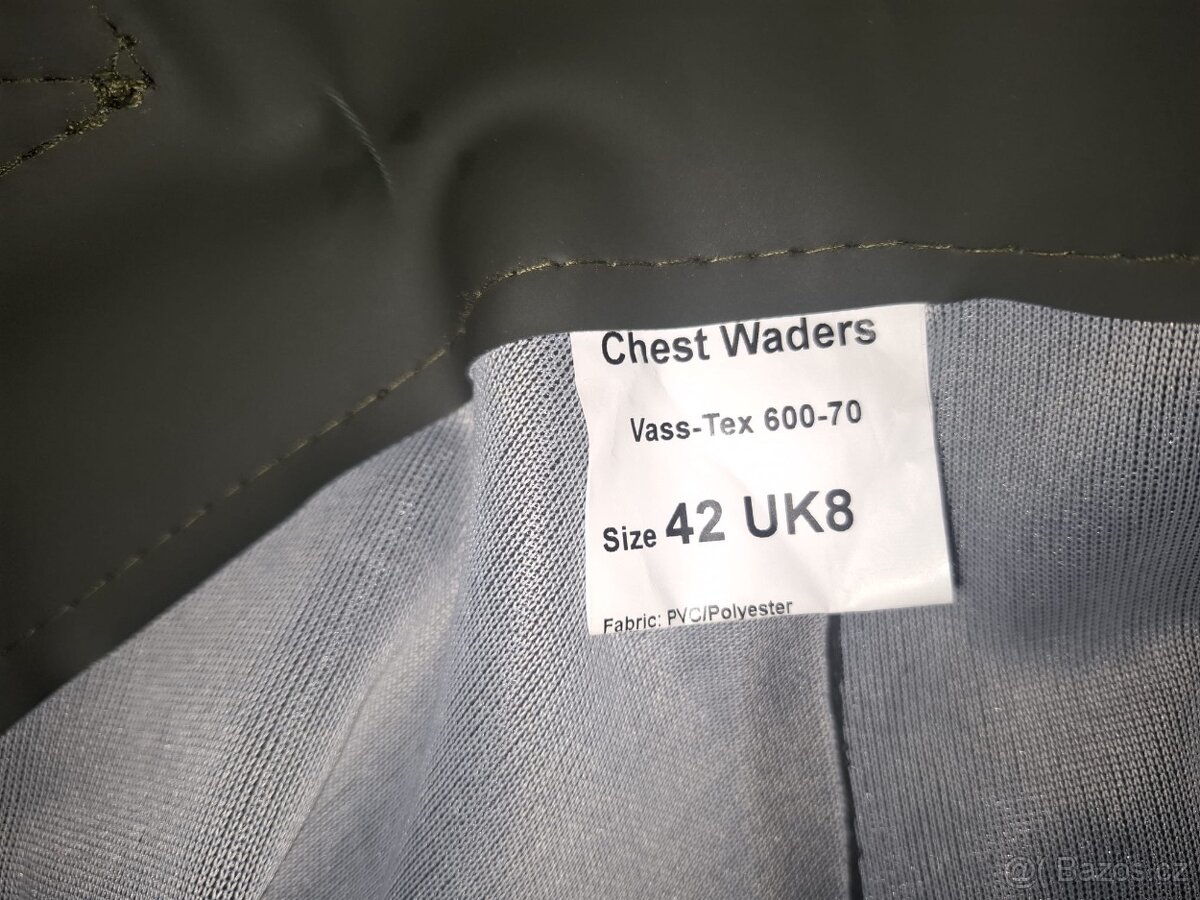 Chest Waders
Vass-Tex 600-70
Size 42 UK8
Fabric: PVC/Polyester
@ Bazos.cz